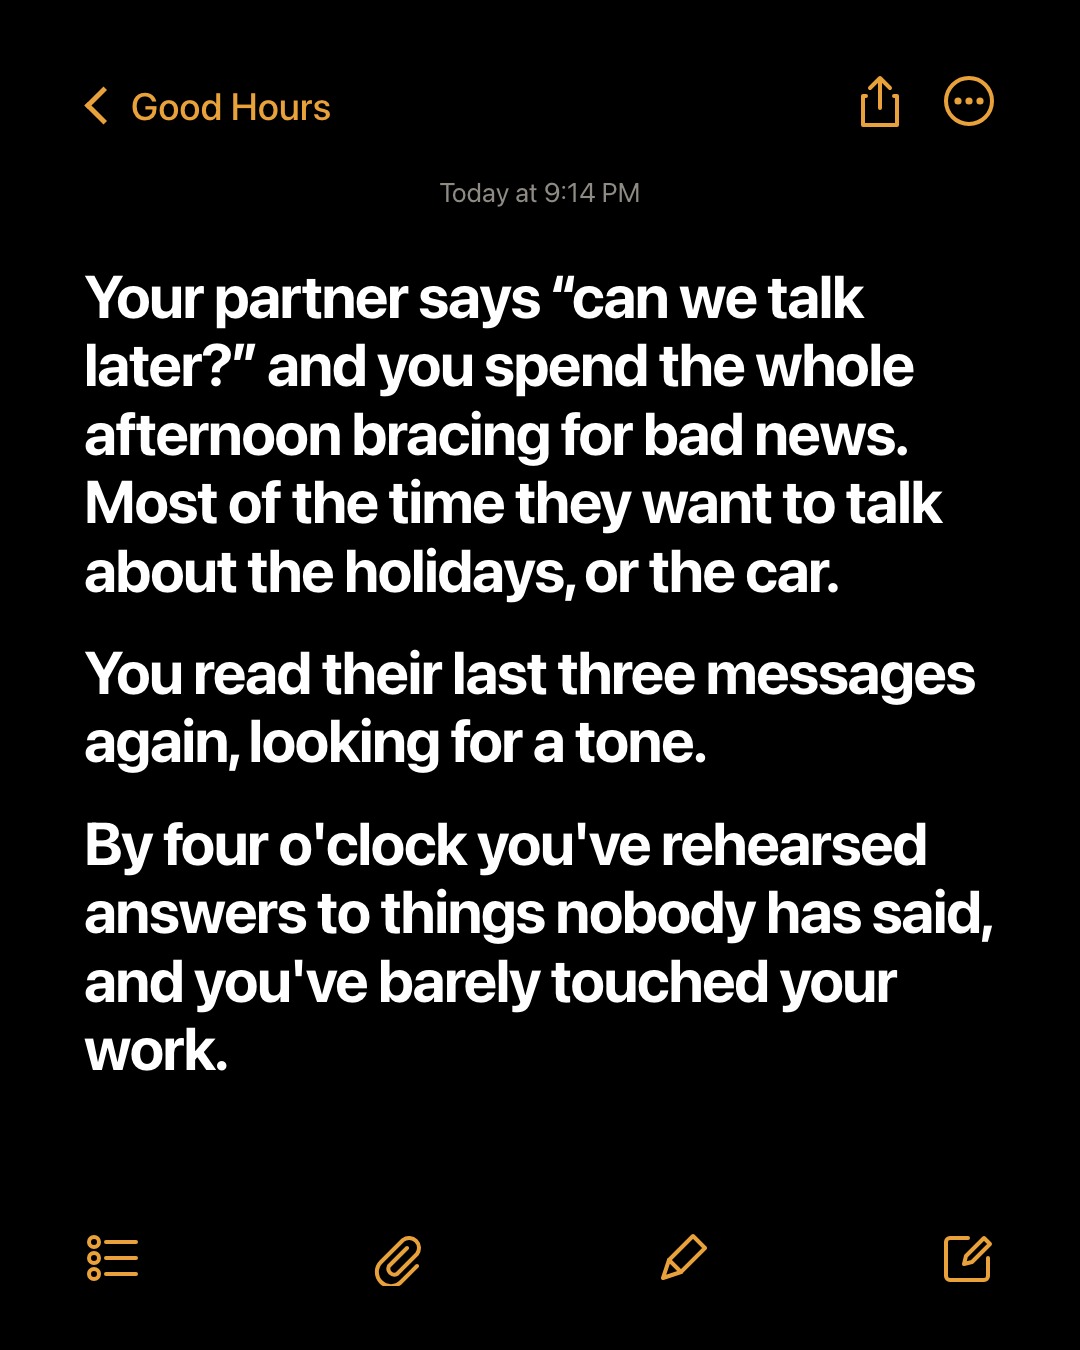 Good Hours
Today at 9:14 PM
Your partner says “can we talk
later?” and you spend the whole
afternoon bracing for bad news.
Most of the time they want to talk
about the holidays, or the car.
You read their last three messages
again, looking for a tone.
By four o'clock you've rehearsed
answers to things nobody has said,
and you've barely touched your
work.